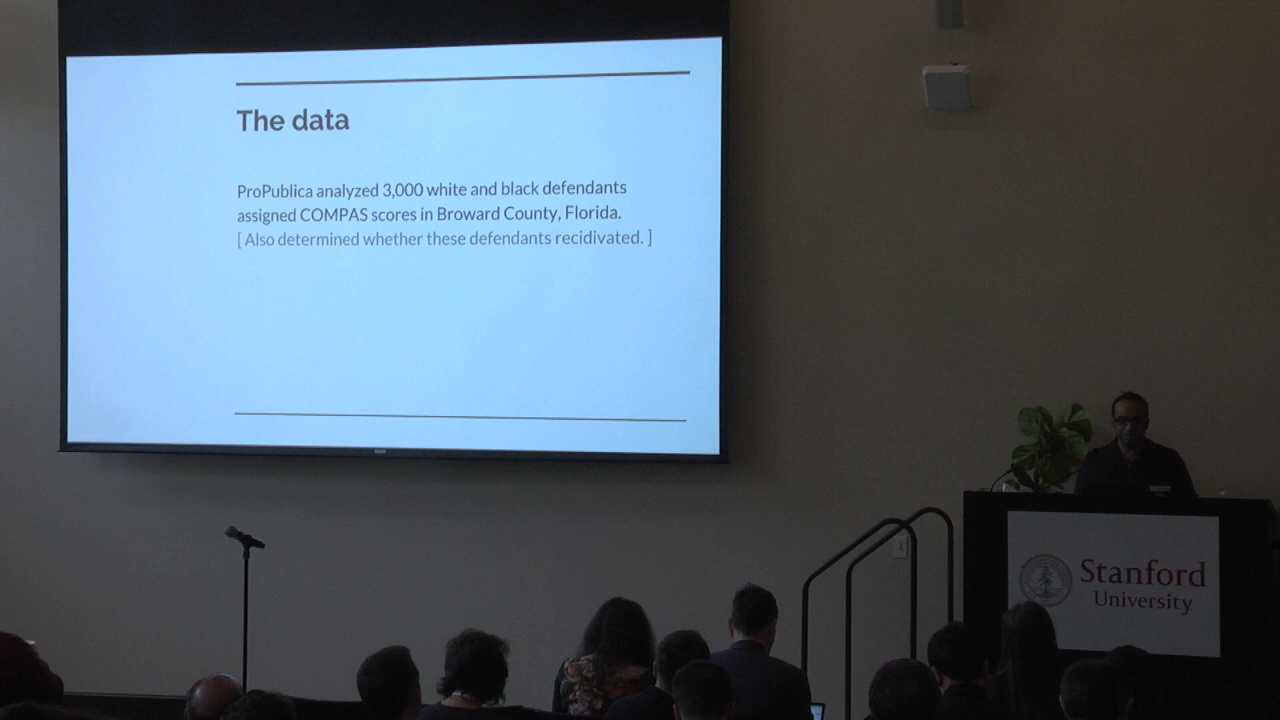 The data
ProPublica analyzed 3,000 white and black defendants
assigned COMPAS scores in Broward County, Florida.
[ Also determined whether these defendants recidivated. ]
Stanford
University